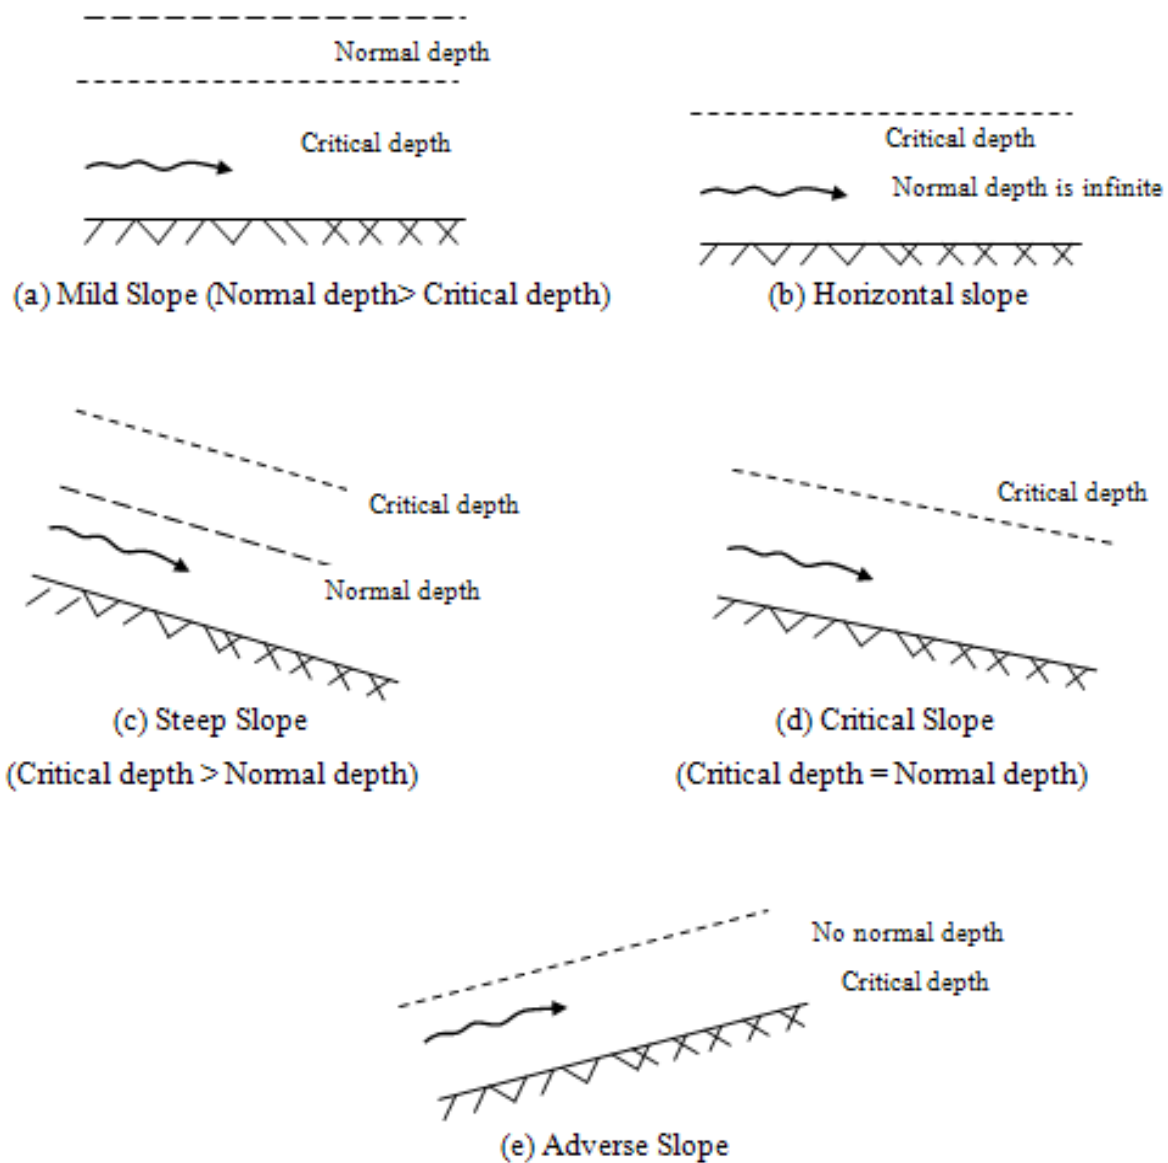 Normal depth
Critical depth
(a) Mild Slope (Normal depth> Critical depth)
Critical depth
Normal depth is infinite
(b) Horizontal slope
Critical depth
Normal depth
(c) Steep Slope
(Critical depth > Normal depth)
Critical depth
(d) Critical Slope
(Critical depth = Normal depth)
No normal depth
Critical depth
(e) Adverse Slope